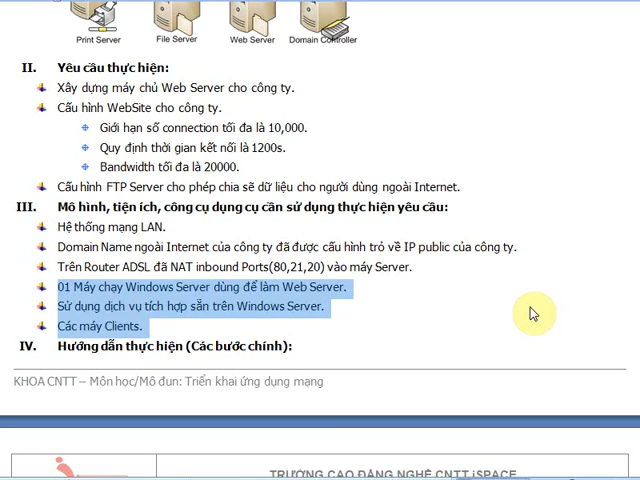 Print Server
File Server
Web Server
Domain Controller
II. Yêu cầu thực hiện:
Xây dựng máy chủ Web Server cho công ty.
Cấu hình WebSite cho công ty.
Giới hạn số connection tối đa là 10,000.
Quy định thời gian kết nối là 1200s.
Bandwidth tối đa là 20000.
Cấu hình FTP Server cho phép chia sẽ dữ liệu cho người dùng ngoài Internet.
III. Mô hình, tiện ích, công cụ dụng cụ cần sử dụng thực hiện yêu cầu:
Hệ thống mạng LAN.
Domain Name ngoài Internet của công ty đã được cấu hình trỏ về IP public của công ty.
Trên Router ADSL đã NAT inbound Ports(80,21,20) vào máy Server.
01 Máy chạy Windows Server dùng để làm Web Server.
Sử dụng dịch vụ tích hợp sẵn trên Windows Server.
Các máy Clients.
IV. Hướng dẫn thực hiện (Các bước chính):
KHOA CNTT – Môn học/Mô đun: Triển khai ứng dụng mạng
TRƯỜNG CAO ĐẲNG NGHỀ CNTT iSPACE